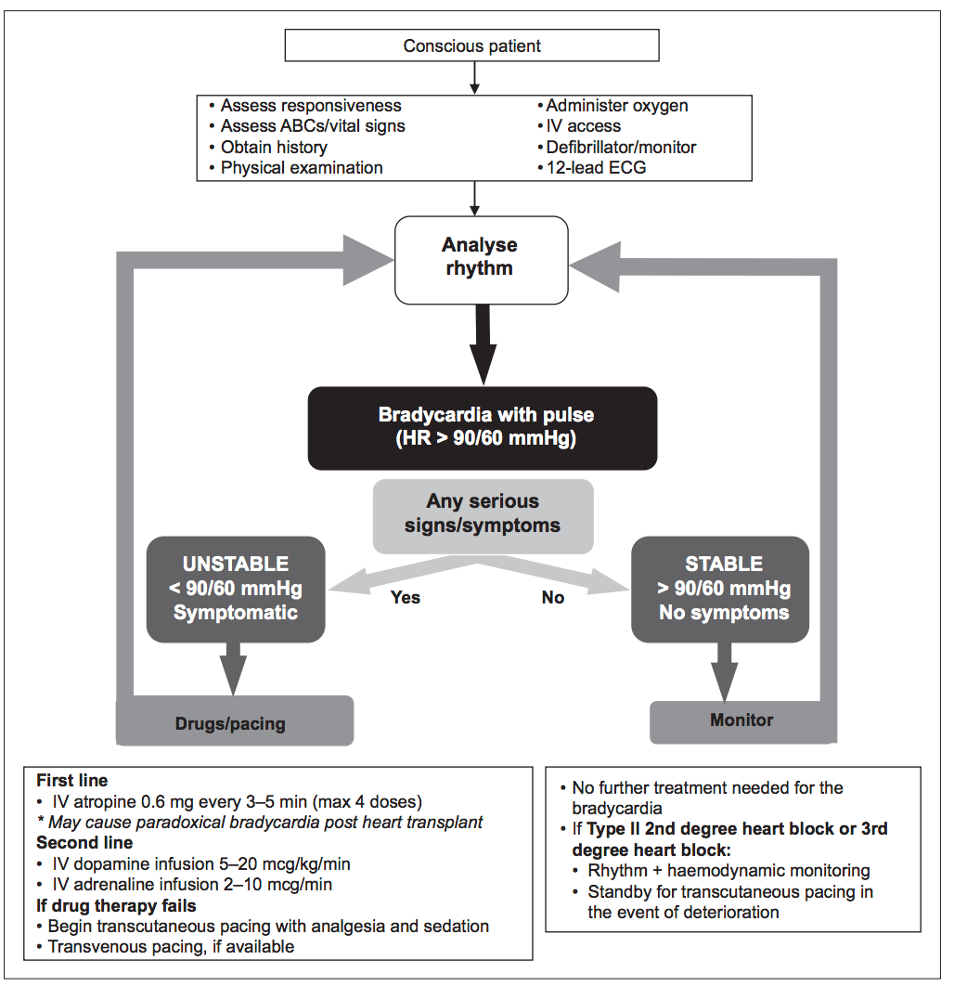 Conscious patient
• Assess responsiveness
• Assess ABCs/vital signs
• Obtain history
• Physical examination
• Administer oxygen
• IV access
• Defibrillator/monitor
• 12-lead ECG
Analyse
rhythm
Bradycardia with pulse
(HR > 90/60 mmHg)
Any serious
signs/symptoms
UNSTABLE
< 90/60 mmHg
Symptomatic
Yes
No
STABLE
> 90/60 mmHg
No symptoms
Drugs/pacing
Monitor
First line
• IV atropine 0.6 mg every 3–5 min (max 4 doses)
* May cause paradoxical bradycardia post heart transplant
Second line
• IV dopamine infusion 5–20 mcg/kg/min
• IV adrenaline infusion 2–10 mcg/min
If drug therapy fails
• Begin transcutaneous pacing with analgesia and sedation
• Transvenous pacing, if available
• No further treatment needed for the
bradycardia
• If Type II 2nd degree heart block or 3rd
degree heart block:
• Rhythm + haemodynamic monitoring
• Standby for transcutaneous pacing in
the event of deterioration